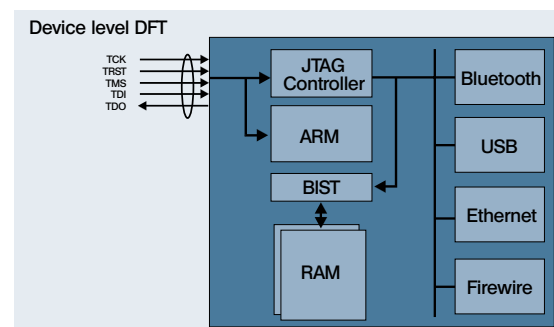 Device level DFT
TCK
TRST
TMS
TDI
TDO
JTAG
Controller
ARM
BIST
RAM
Bluetooth
USB
Ethernet
Firewire